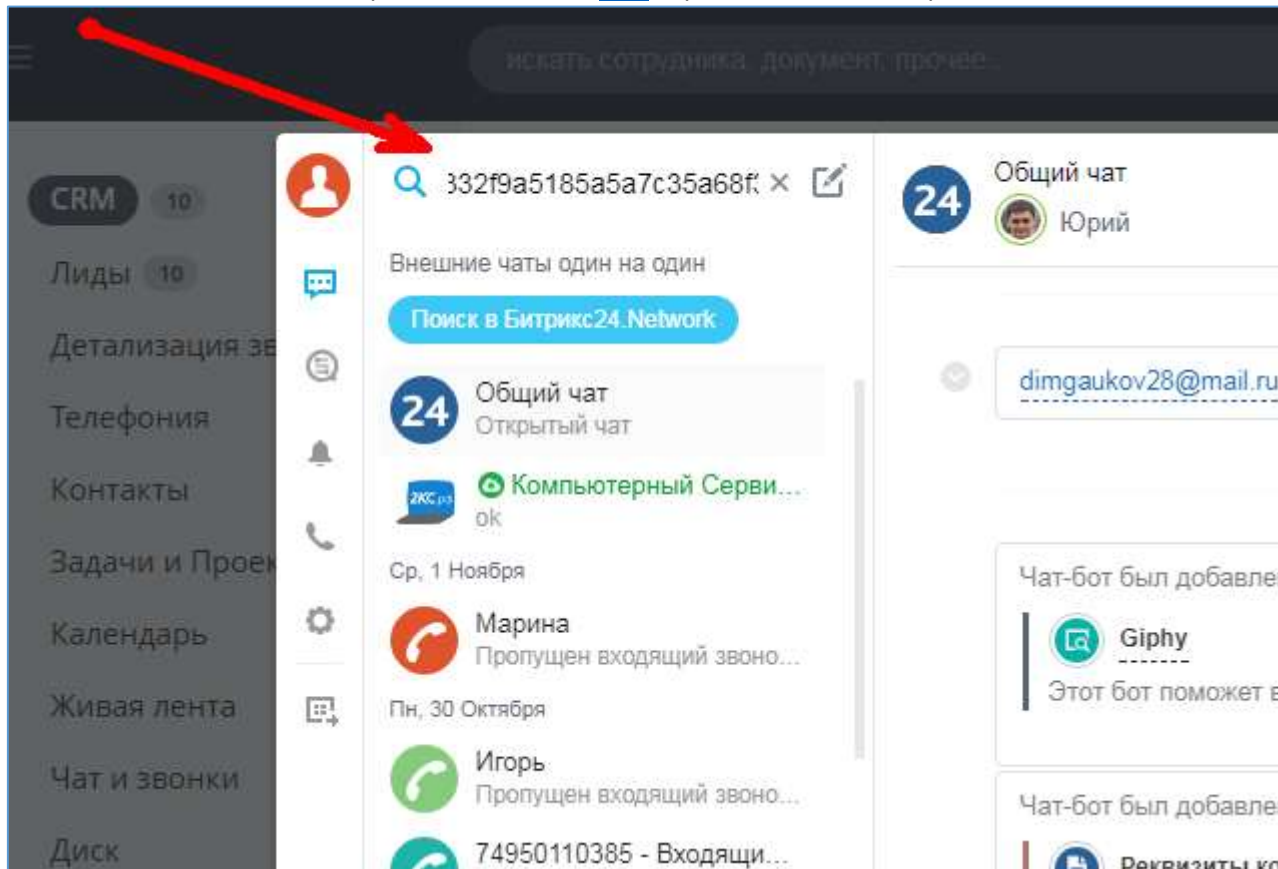 искать сотрудника, документ, прочее...
CRM 10
Лиды 10
Детализация зв
Телефония
Контакты
Задачи и Проек
Календарь
Живая лента
Чат и звонки
Диск
332f9a5185a5a7c35a68f
Внешние чаты один на один
Поиск в Битрикс24.Network
24 Общий чат
Открытый чат
2КС.рф Компьютерный Серви...
ok
Ср, 1 Ноября
Марина
Пропущен входящий звоно...
Пн, 30 Октября
Игорь
Пропущен входящий звоно...
74950110385 - Входящи...
24 Общий чат
Юрий
dimgaukov28@mail.ru
Чат-бот был добавле
Giphy
Этот бот поможет в
Чат-бот был добавле
Реквизиты ко